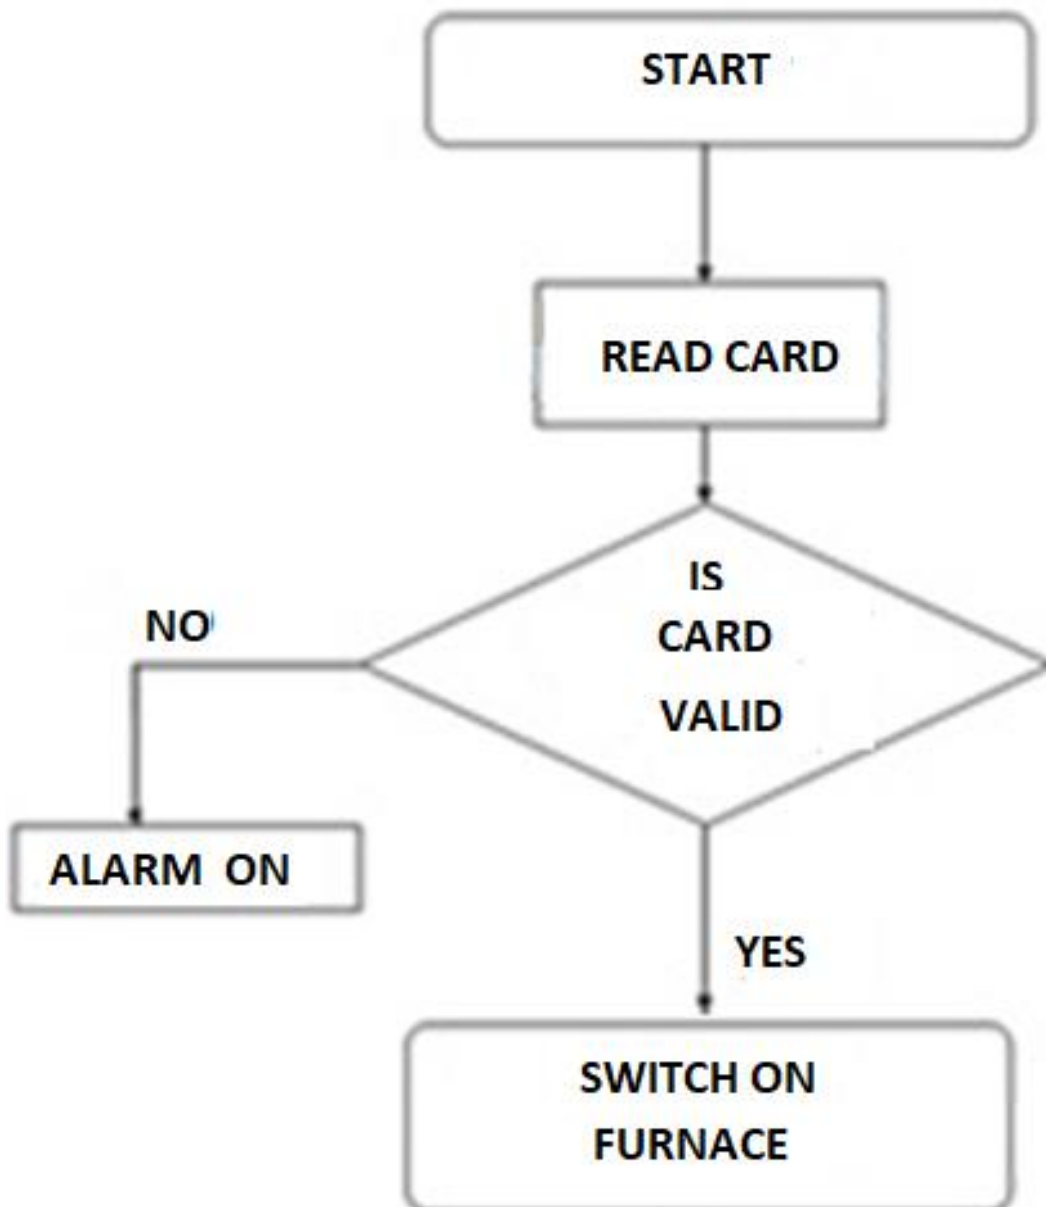 START
READ CARD
IS
CARD
VALID
NO
ALARM ON
YES
SWITCH ON
FURNACE